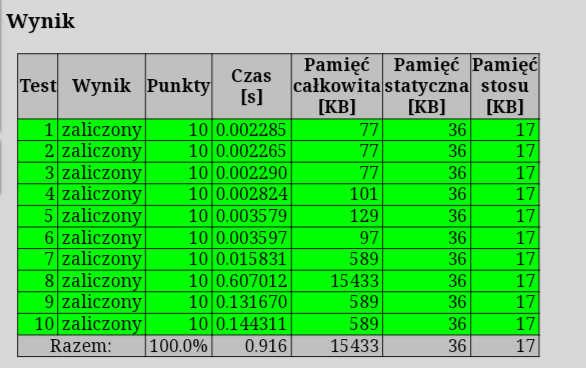 Wynik
Test Wynik Punkty Czas [s] Pamięć całkowita [KB] Pamięć statyczna [KB] Pamięć stosu [KB]
1 zaliczony 10 0.002285 77 36 17
2 zaliczony 10 0.002265 77 36 17
3 zaliczony 10 0.002290 77 36 17
4 zaliczony 10 0.002824 101 36 17
5 zaliczony 10 0.003579 129 36 17
6 zaliczony 10 0.003597 97 36 17
7 zaliczony 10 0.015831 589 36 17
8 zaliczony 10 0.607012 15433 36 17
9 zaliczony 10 0.131670 589 36 17
10 zaliczony 10 0.144311 589 36 17
Razem: 100.0% 0.916 15433 36 17